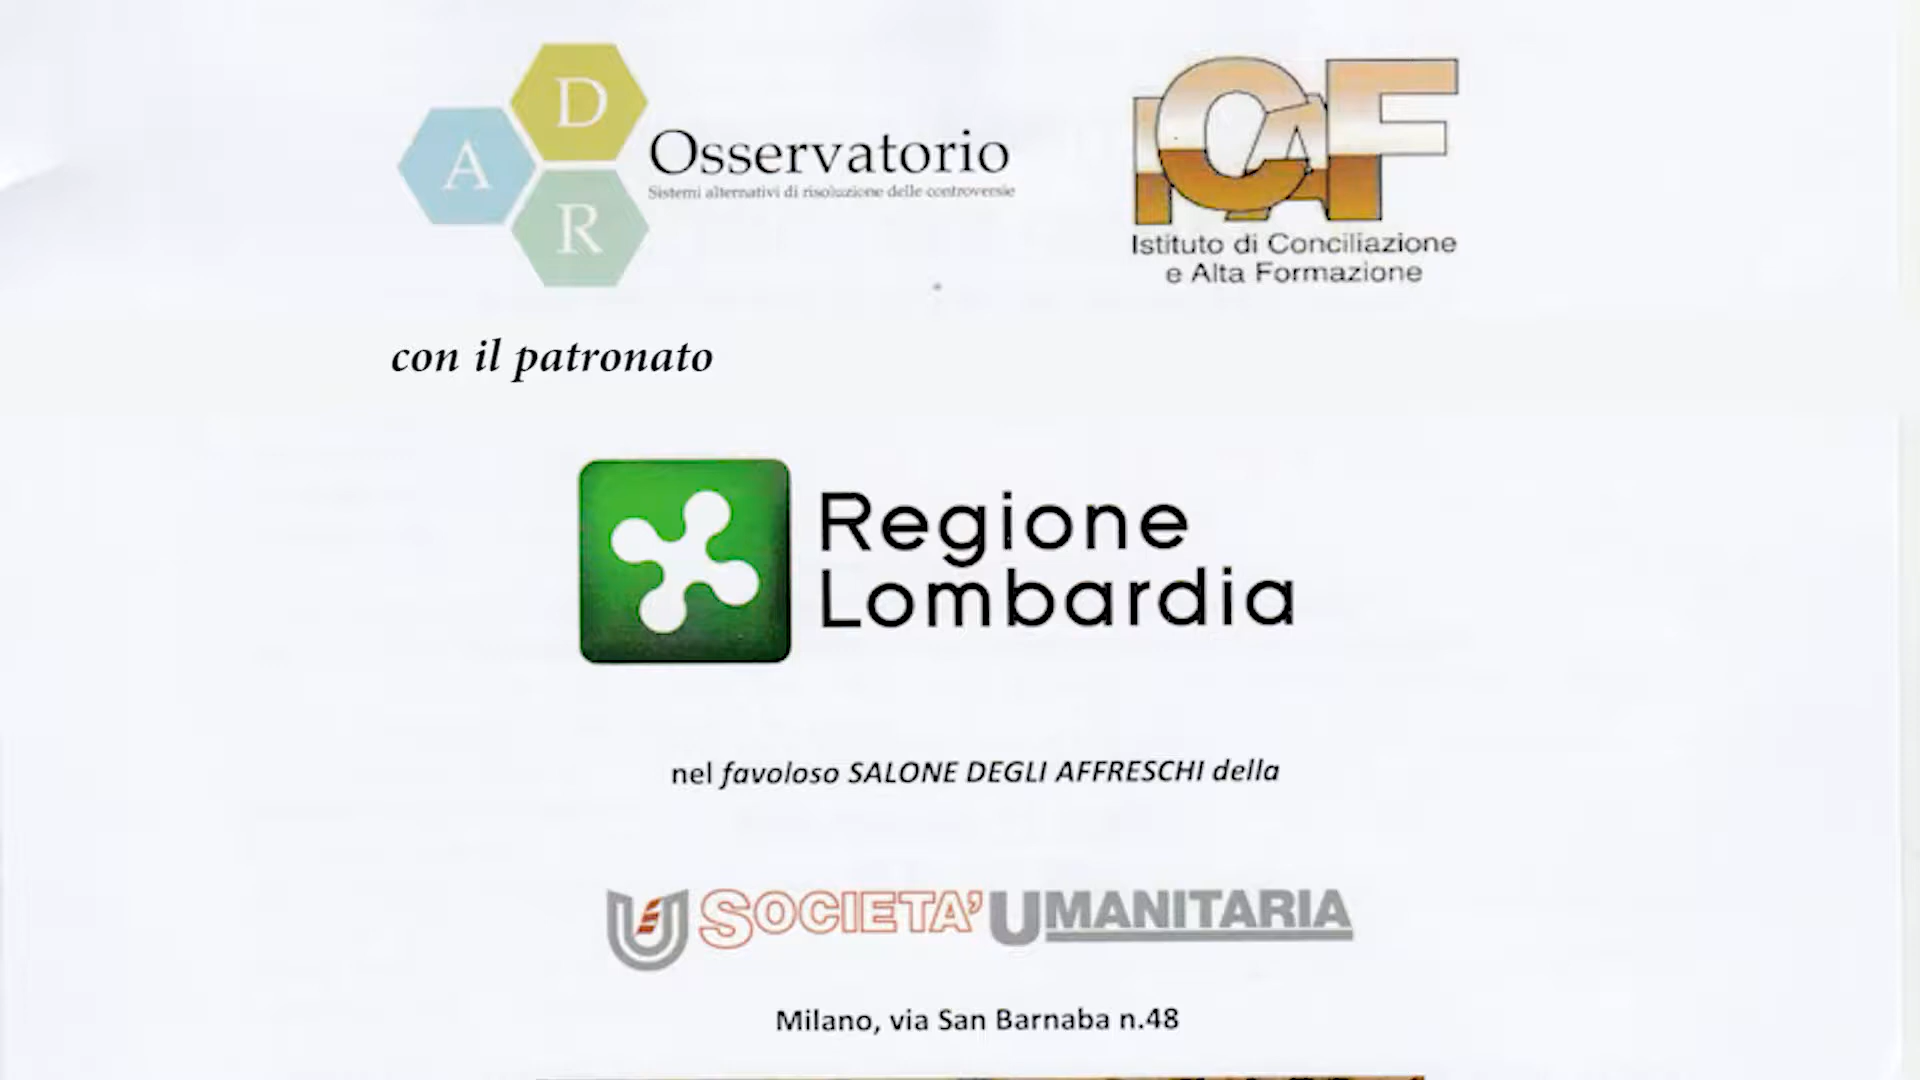 A
D
R
Osservatorio
Sistemi alternativi di risoluzione delle controversie
ICAF
Istituto di Conciliazione
e Alta Formazione
con il patronato
Regione
Lombardia
nel favoloso SALONE DEGLI AFFRESCHI della
SOCIETA' UMANITARIA
Milano, via San Barnaba n.48